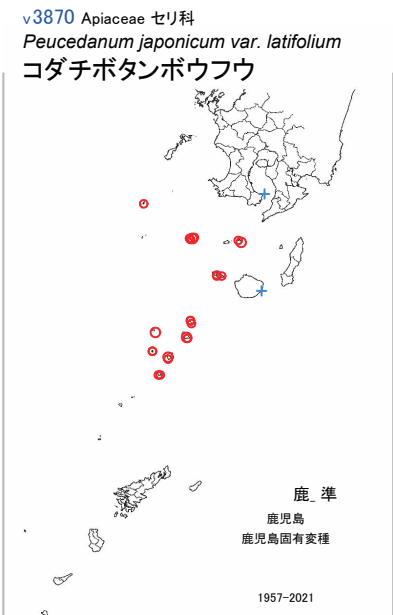 v3870 Apiaceae セリ科
Peucedanum japonicum var. latifolium
コダチボタンボウフウ
鹿_準
鹿児島
鹿児島固有変種
1957-2021